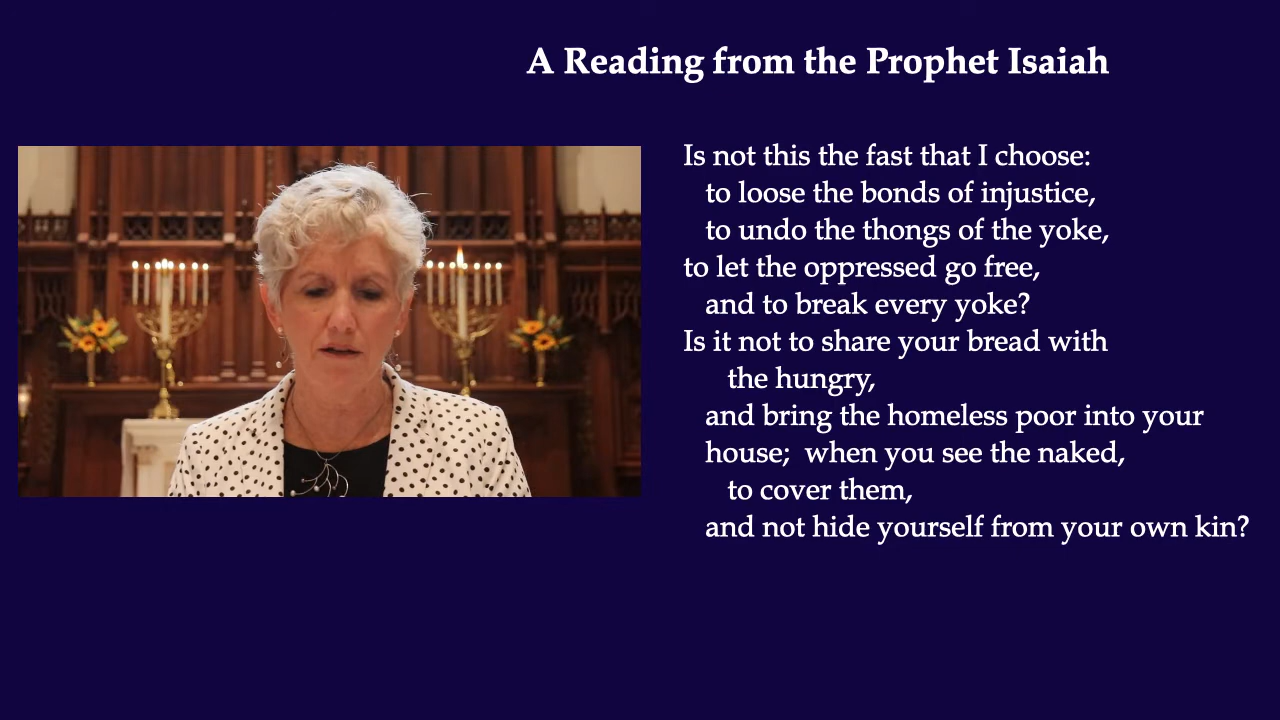 A Reading from the Prophet Isaiah
Is not this the fast that I choose:
to loose the bonds of injustice,
to undo the thongs of the yoke,
to let the oppressed go free,
and to break every yoke?
Is it not to share your bread with
the hungry,
and bring the homeless poor into your
house;  when you see the naked,
to cover them,
and not hide yourself from your own kin?